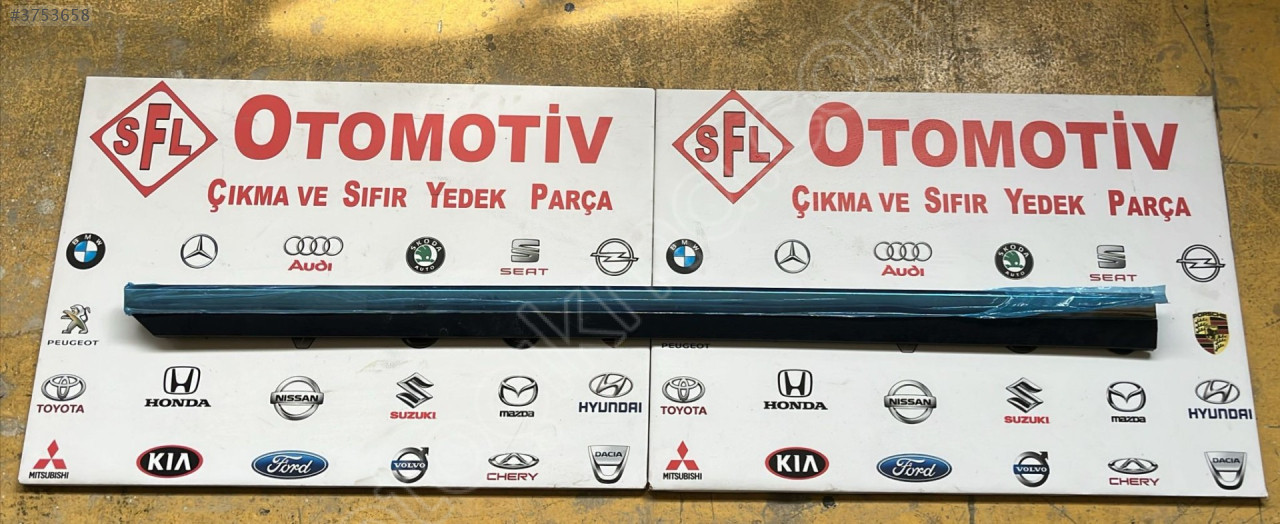 #3753658
SFL OTOMOTİV
ÇIKMA VE SIFIR YEDEK PARÇA
BMW
Audi
SKODA AUTO
SEAT
PEUGEOT
TOYOTA
HONDA
NISSAN
SUZUKI
mazda
HYUNDAI
MITSUBISHI
KIA
Ford
VOLVO
CHERY
DACIA
SFL OTOMOTİV
ÇIKMA VE SIFIR YEDEK PARÇA
BMW
Audi
SKODA AUTO
SEAT
PEUGEOT
TOYOTA
HONDA
NISSAN
SUZUKI
mazda
HYUNDAI
MITSUBISHI
KIA
Ford
VOLVO
CHERY
DACIA